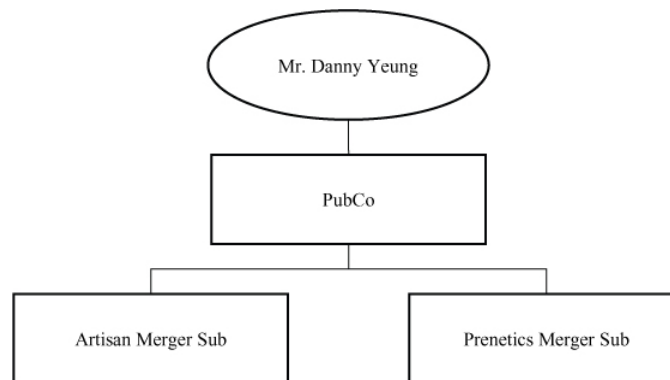 Mr. Danny Yeung
PubCo
Artisan Merger Sub
Prenetics Merger Sub